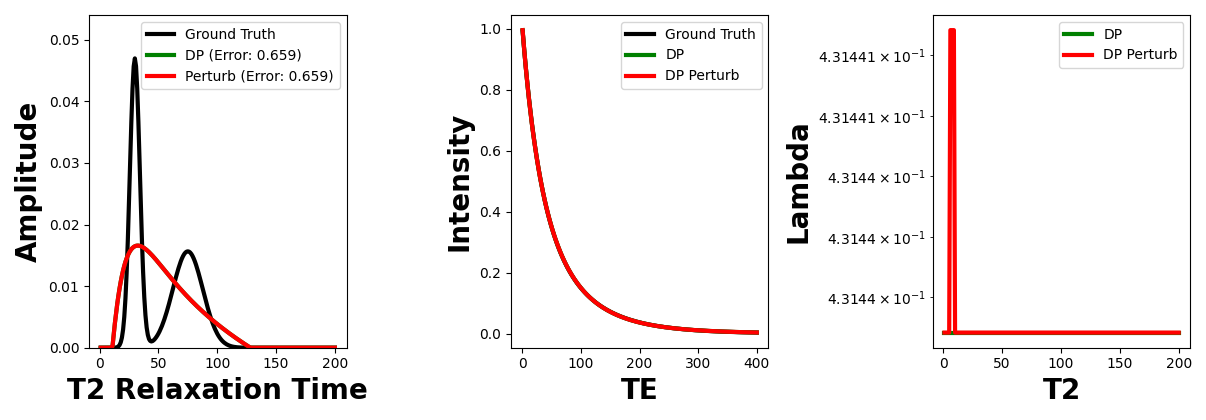 Amplitude
0.05
0.04
0.03
0.02
0.01
0.00
Ground Truth
DP (Error: 0.659)
Perturb (Error: 0.659)
0 50 100 150 200
T2 Relaxation Time
Intensity
1.0
0.8
0.6
0.4
0.2
0.0
Ground Truth
DP
DP Perturb
0 100 200 300 400
TE
Lambda
4.31441 × 10⁻¹
4.31441 × 10⁻¹
4.3144 × 10⁻¹
4.3144 × 10⁻¹
4.3144 × 10⁻¹
DP
DP Perturb
0 50 100 150 200
T2